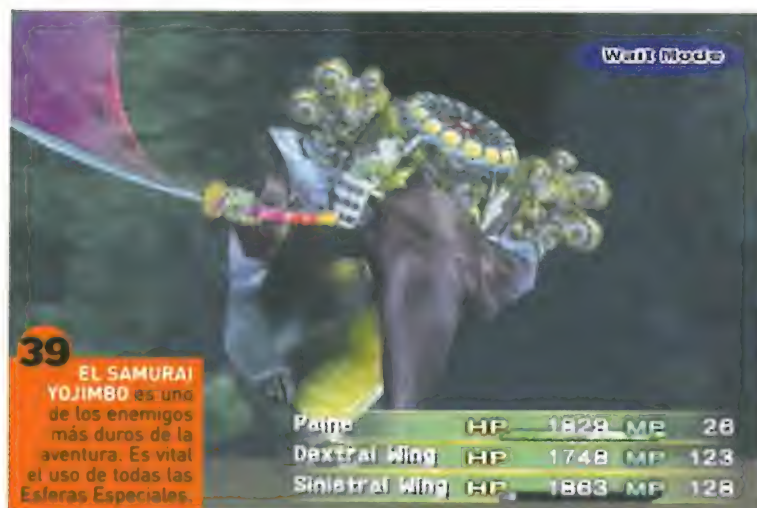 Wait Mode
39
EL SAMURAI
YOJIMBO es uno
de los enemigos
más duros de la
aventura. Es vital
el uso de todas las
Esferas Especiales.
Paine HP 1829 MP 26
Dextral Wing HP 1748 MP 123
Sinistral Wing HP 1863 MP 128